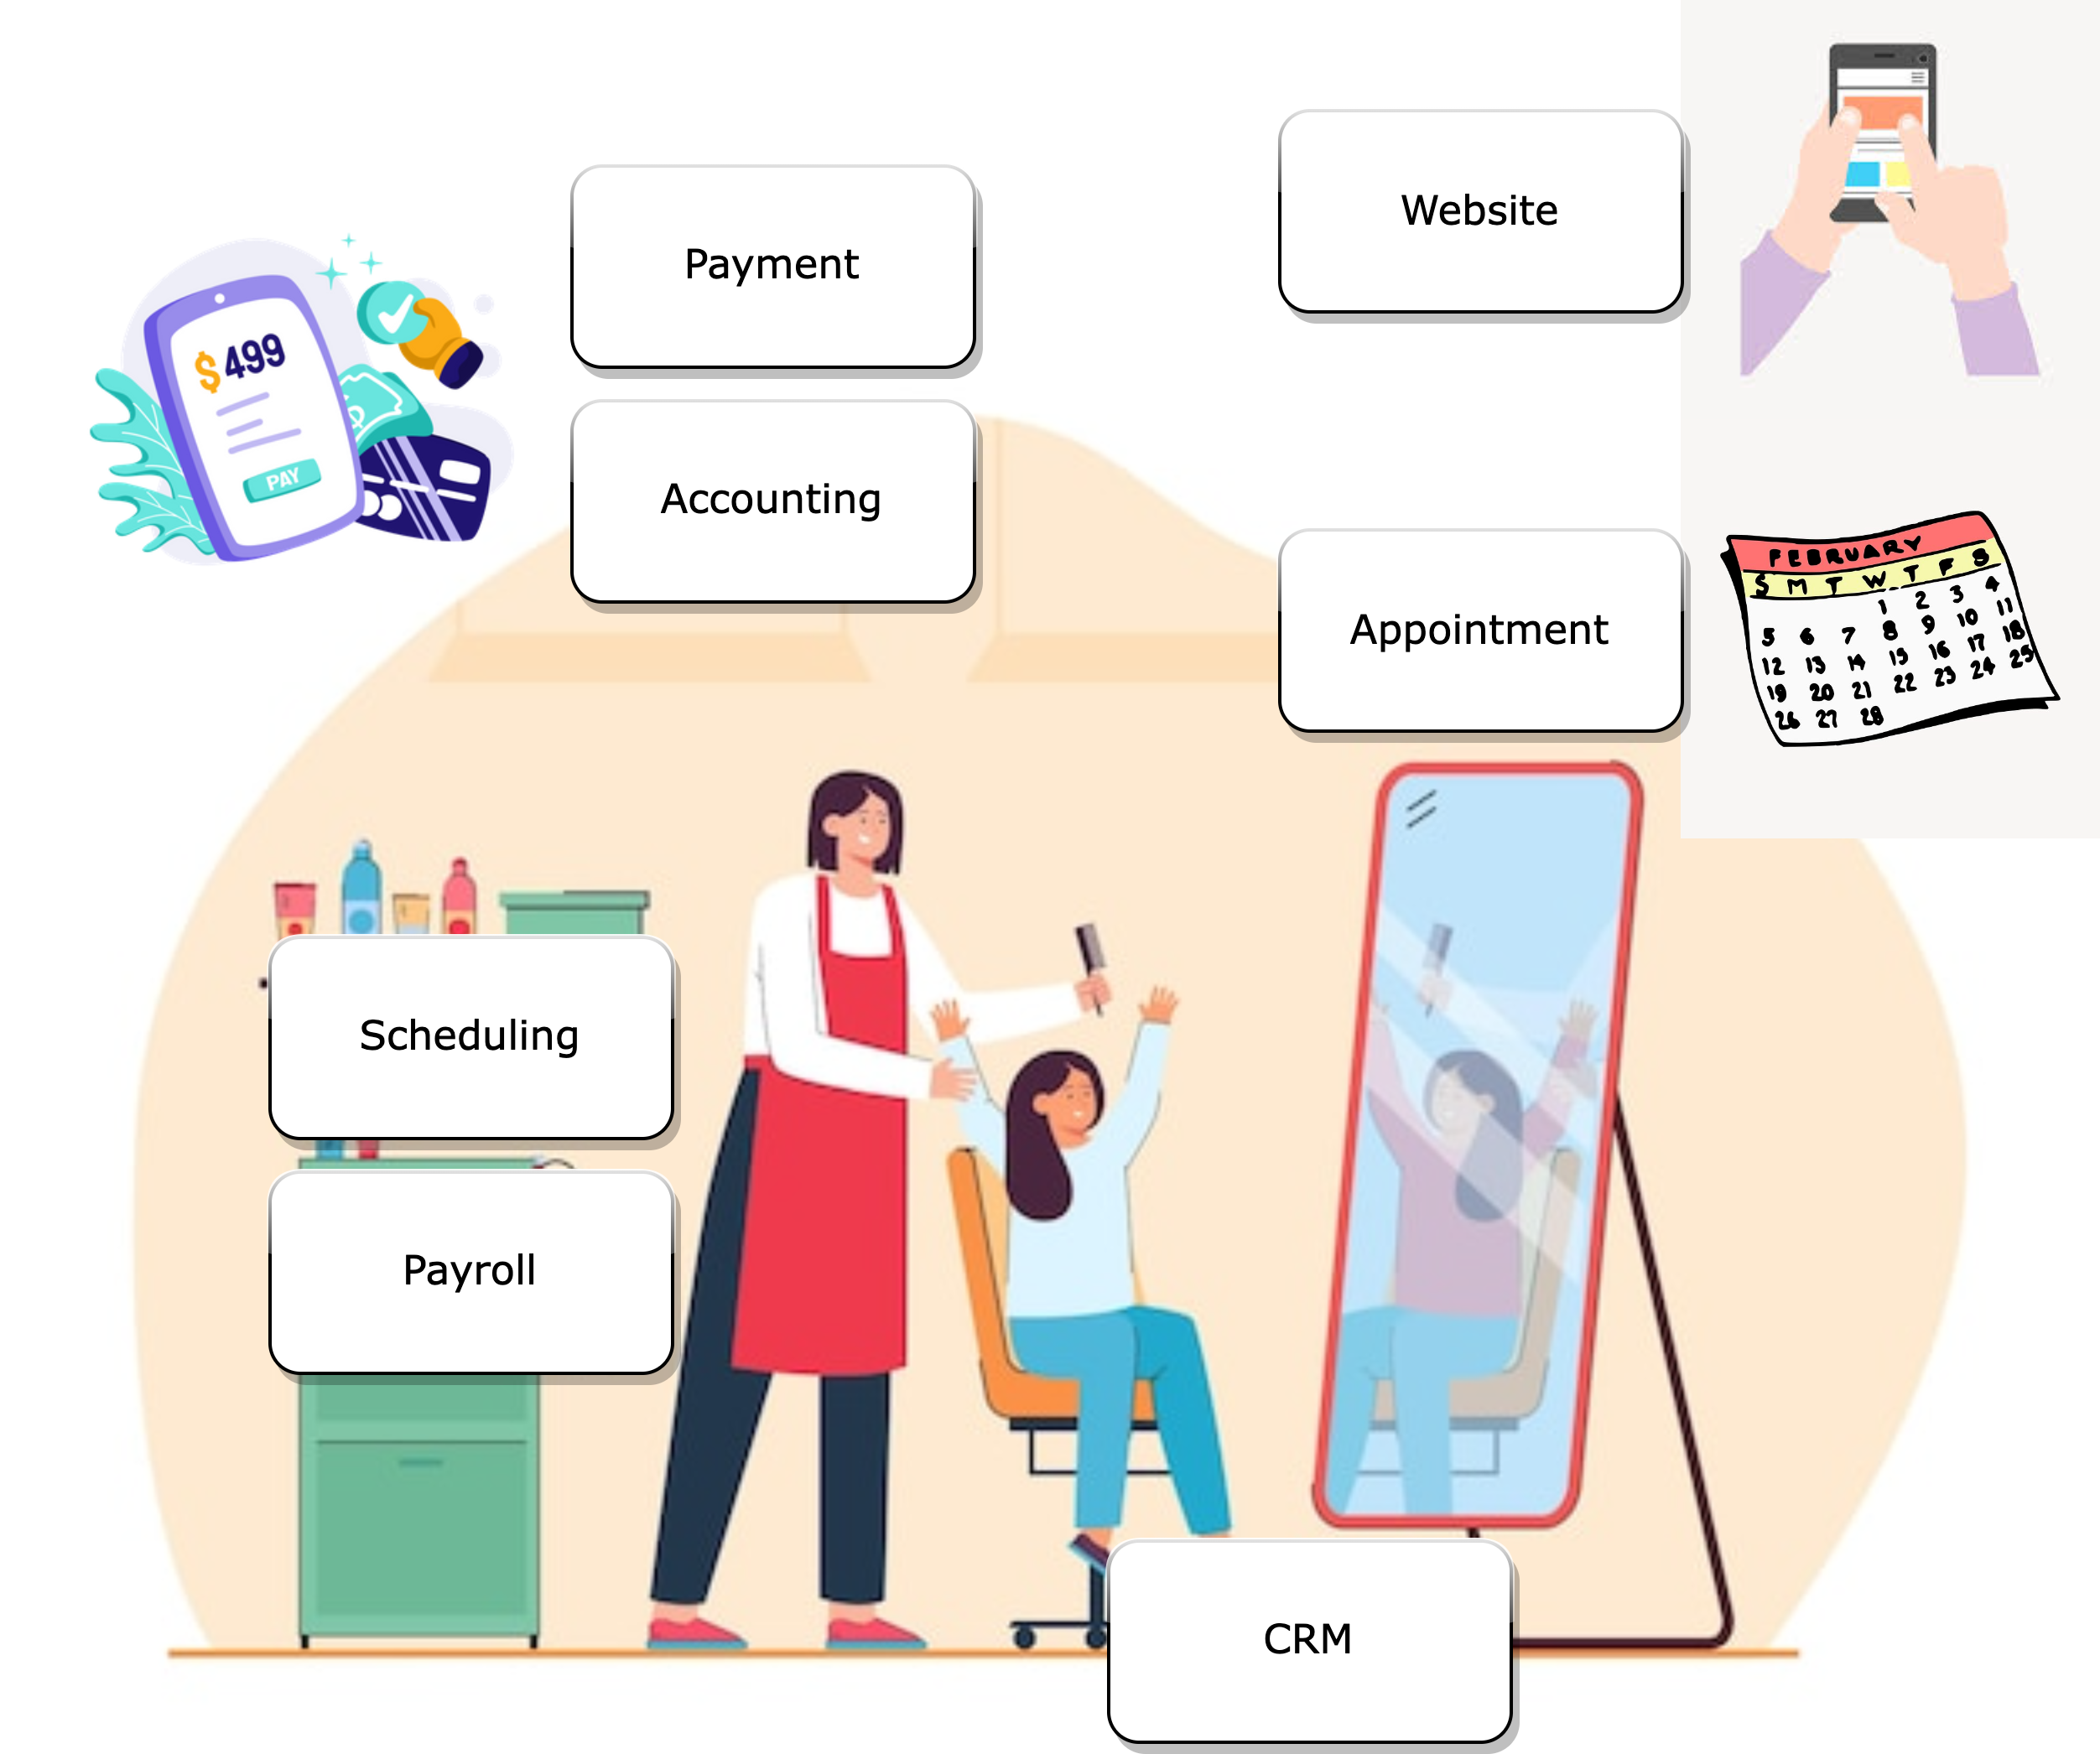 Website
Payment
$499
PAY
Accounting
FEBRUARY
S M T W T F S
1 2 3 4
5 6 7 8 9 10 11
12 13 14 15 16 17 18
19 20 21 22 23 24 25
26 27 28
Appointment
Scheduling
Payroll
CRM